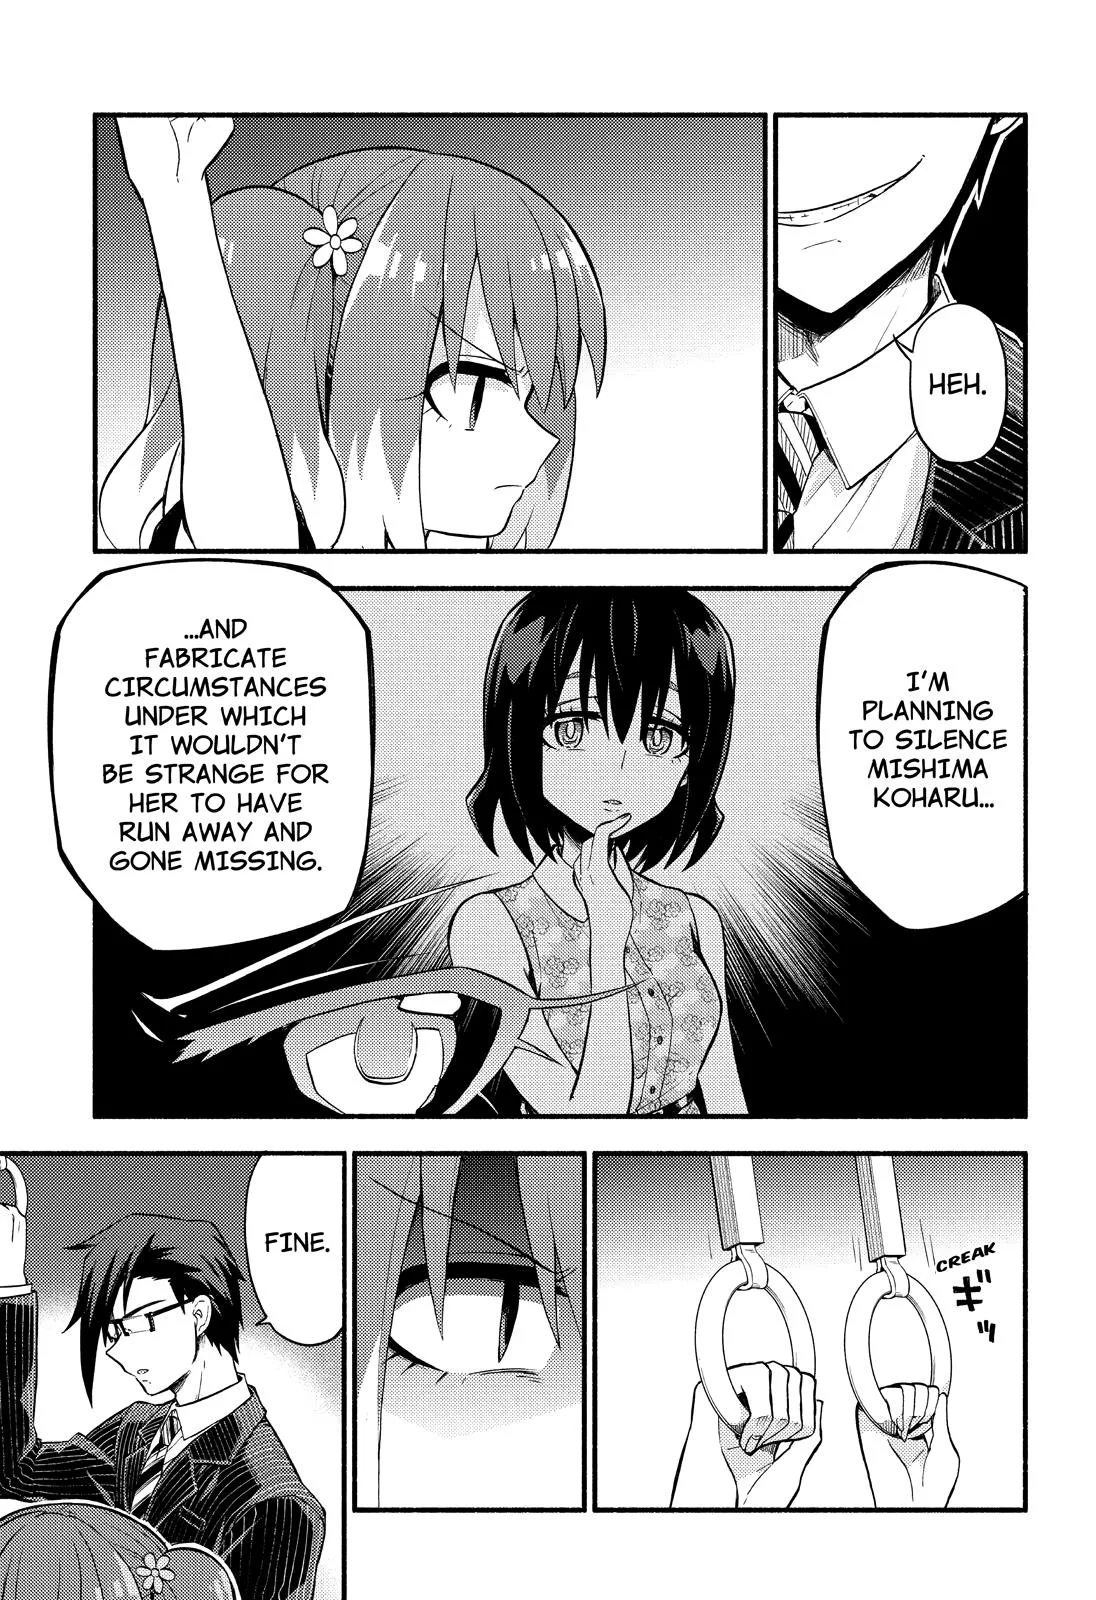 HEH.
I'M
PLANNING
TO SILENCE
MISHIMA
KOHARU...
...AND
FABRICATE
CIRCUMSTANCES
UNDER WHICH
IT WOULDN'T
BE STRANGE FOR
HER TO HAVE
RUN AWAY AND
GONE MISSING.
CREAK
ギッ
FINE.